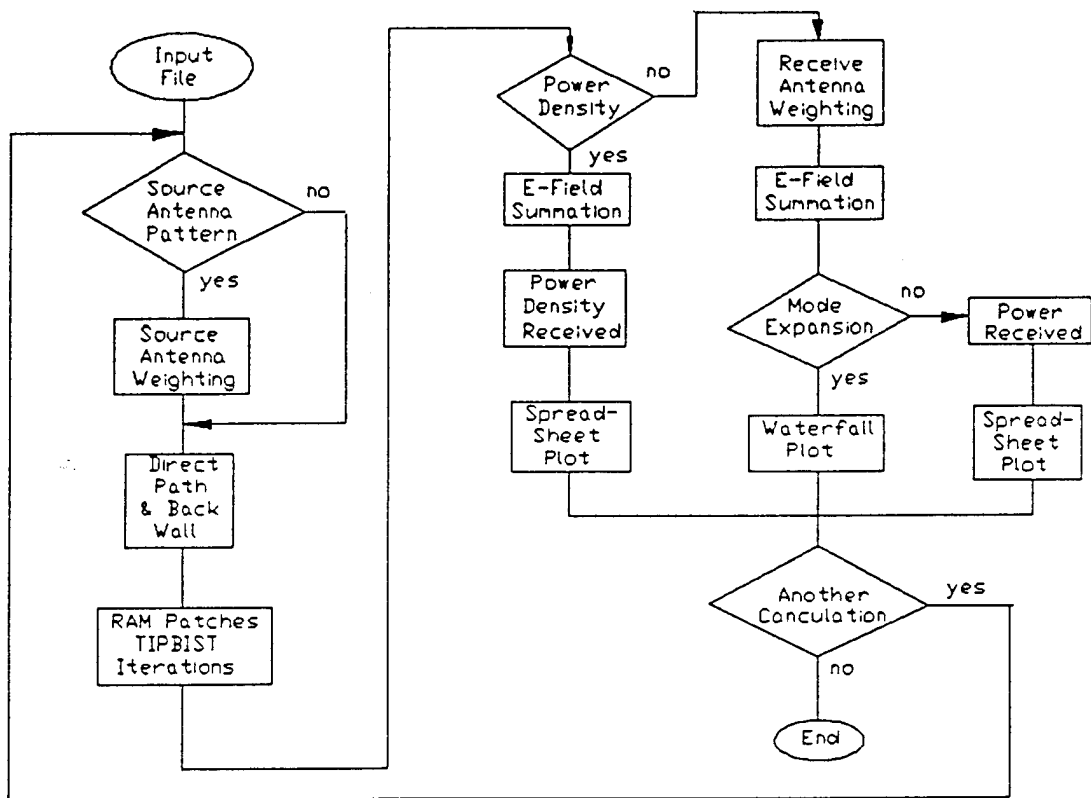 Input
File
Source
Antenna
Pattern
no
yes
Source
Antenna
Weighting
Direct
Path
& Back
Wall
RAM Patches
TIPBIST
Iterations
Power
Density
no
yes
E-Field
Summation
Power
Density
Received
Spread-
Sheet
Plot
Receive
Antenna
Weighting
E-Field
Summation
Mode
Expansion
no
yes
Power
Received
Waterfall
Plot
Spread-
Sheet
Plot
Another
Canculation
yes
no
End